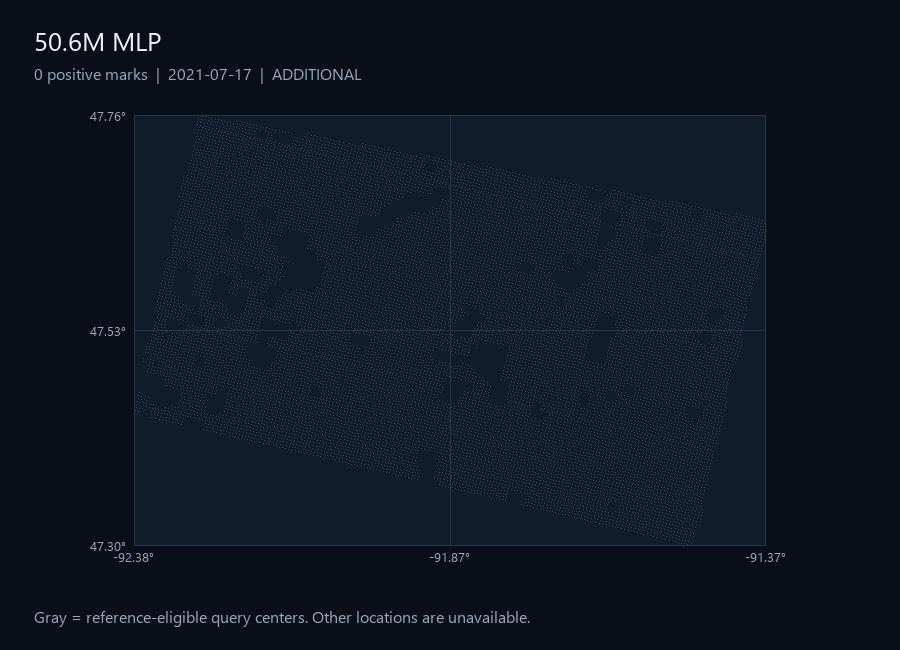 50.6M MLP
0 positive marks | 2021-07-17 | ADDITIONAL
47.76°
47.53°
47.30°
-92.38° -91.87° -91.37°
Gray = reference-eligible query centers. Other locations are unavailable.